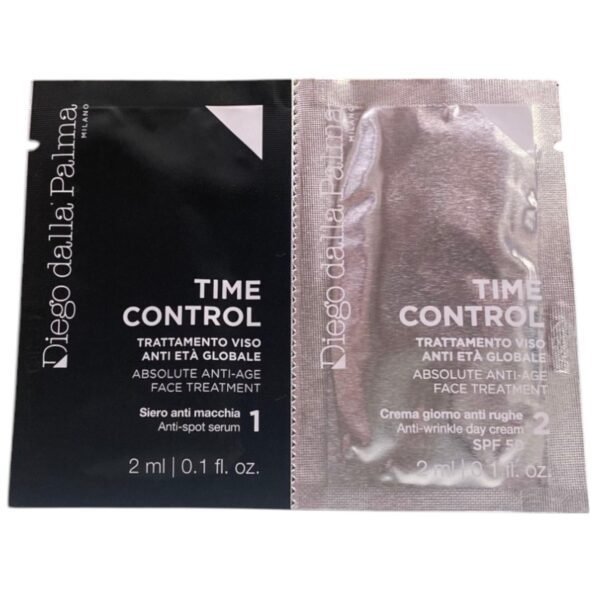 Diego dalla Palma
MILANO
TIME
CONTROL
TRATTAMENTO VISO
ANTI ETÀ GLOBALE
ABSOLUTE ANTI-AGE
FACE TREATMENT
Siero anti macchia
Anti-spot serum 1
2 ml | 0.1 fl. oz.
Diego dalla Palma
MILANO
TIME
CONTROL
TRATTAMENTO VISO
ANTI ETÀ GLOBALE
ABSOLUTE ANTI-AGE
FACE TREATMENT
Crema giorno anti rughe
Anti-wrinkle day cream 2
SPF 50
2 ml | 0.1 fl. oz.